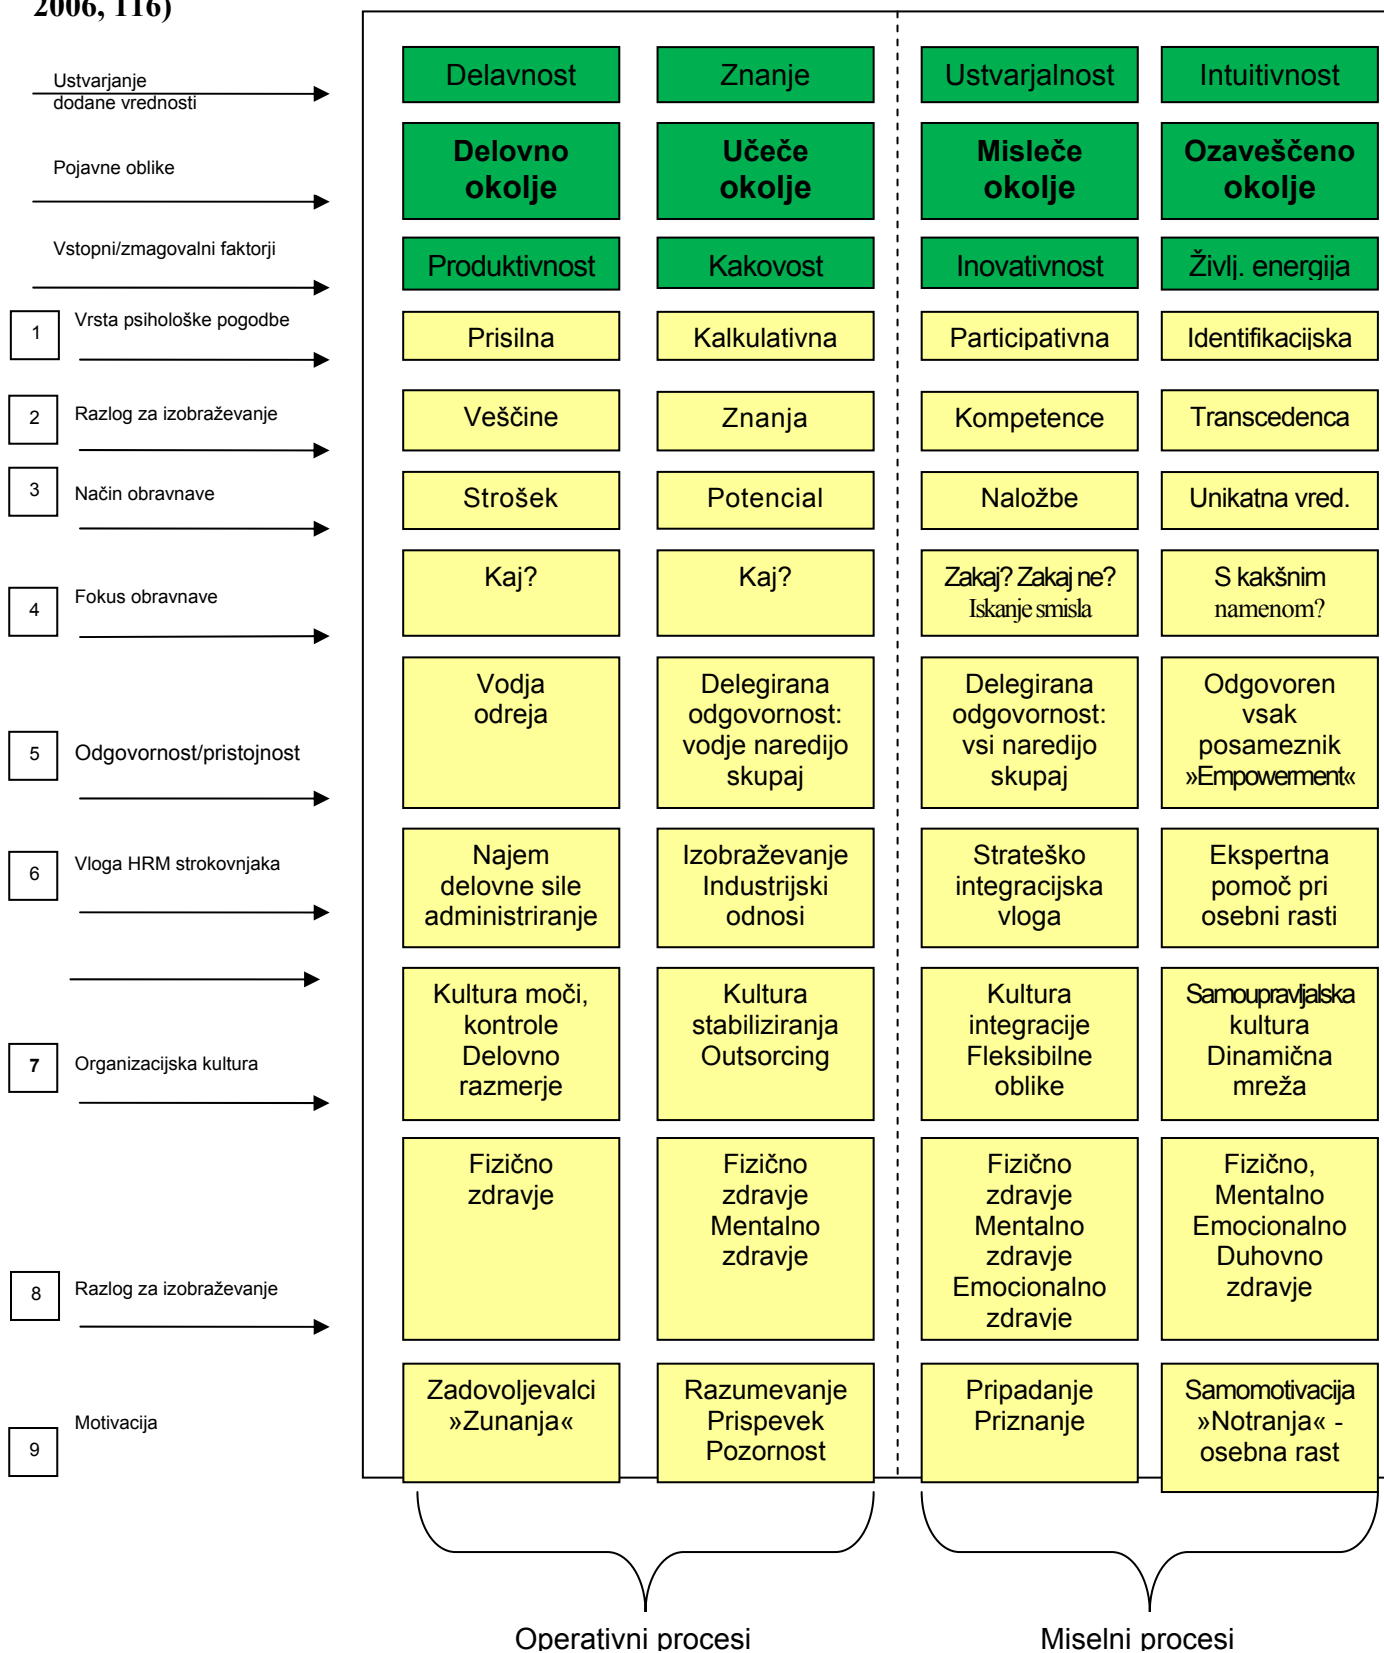 2006, 116)
Ustvarjanje
dodane vrednosti
Delavnost
Znanje
Ustvarjalnost
Intuitivnost
Pojavne oblike
Delovno
okolje
Učeče
okolje
Misleče
okolje
Ozaveščeno
okolje
Vstopni/zmagovalni faktorji
Produktivnost
Kakovost
Inovativnost
Življ. energija
1
Vrsta psihološke pogodbe
Prisilna
Kalkulativna
Participativna
Identifikacijska
2
Razlog za izobraževanje
Veščine
Znanja
Kompetence
Transcedenca
3
Način obravnave
Strošek
Potencial
Naložbe
Unikatna vred.
4
Fokus obravnave
Kaj?
Kaj?
Zakaj? Zakaj ne?
Iskanje smisla
S kakšnim
namenom?
5
Odgovornost/pristojnost
Vodja
odreja
Delegirana
odgovornost:
vodje naredijo
skupaj
Delegirana
odgovornost:
vsi naredijo
skupaj
Odgovoren
vsak
posameznik
»Empowerment«
6
Vloga HRM strokovnjaka
Najem
delovne sile
administriranje
Izobraževanje
Industrijski
odnosi
Strateško
integracijska
vloga
Ekspertna
pomoč pri
osebni rasti
7
Organizacijska kultura
Kultura moči,
kontrole
Delovno
razmerje
Kultura
stabiliziranja
Outsorcing
Kultura
integracije
Fleksibilne
oblike
Samoupravljalska
kultura
Dinamična
mreža
8
Razlog za izobraževanje
Fizično
zdravje
Fizično
zdravje
Mentalno
zdravje
Fizično
zdravje
Mentalno
zdravje
Emocionalno
zdravje
Fizično,
Mentalno
Emocionalno
Duhovno
zdravje
9
Motivacija
Zadovoljevalci
»Zunanja«
Razumevanje
Prispevek
Pozornost
Pripadanje
Priznanje
Samomotivacija
»Notranja« -
osebna rast
Operativni procesi
Miselni procesi